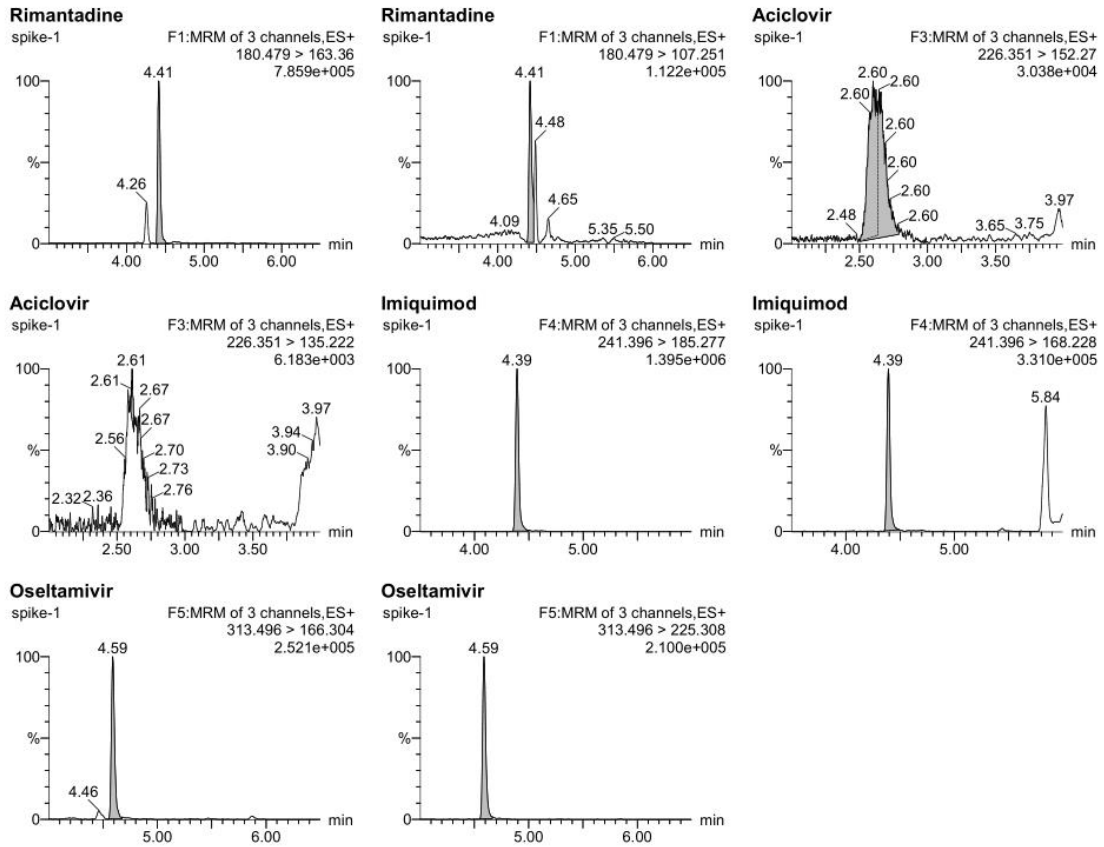 Rimantadine
spike-1
F1:MRM of 3 channels,ES+
180.479 > 163.36
7.859e+005
4.41
100
%
4.26
0
min
4.00 5.00 6.00
Rimantadine
spike-1
F1:MRM of 3 channels,ES+
180.479 > 107.251
1.122e+005
4.41
100
4.48
%
4.65
4.09
5.35 5.50
0
min
4.00 5.00 6.00
Aciclovir
spike-1
F3:MRM of 3 channels,ES+
226.351 > 152.27
3.038e+004
2.60
100
2.60
2.60
2.60
%
2.60
2.60
2.60
2.48
3.65
3.75
3.97
0
min
2.50 3.00 3.50
Aciclovir
spike-1
F3:MRM of 3 channels,ES+
226.351 > 135.222
6.183e+003
2.61
100
2.61
2.67
2.67
3.97
2.56
3.94
%
2.70
3.90
2.73
2.76
2.32 2.36
0
min
2.50 3.00 3.50
Imiquimod
spike-1
F4:MRM of 3 channels,ES+
241.396 > 185.277
1.395e+006
4.39
100
%
0
min
4.00 5.00
Imiquimod
spike-1
F4:MRM of 3 channels,ES+
241.396 > 168.228
3.310e+005
4.39
100
5.84
%
0
min
4.00 5.00
Oseltamivir
spike-1
F5:MRM of 3 channels,ES+
313.496 > 166.304
2.521e+005
4.59
100
%
4.46
0
min
5.00 6.00
Oseltamivir
spike-1
F5:MRM of 3 channels,ES+
313.496 > 225.308
2.100e+005
4.59
100
%
0
min
5.00 6.00